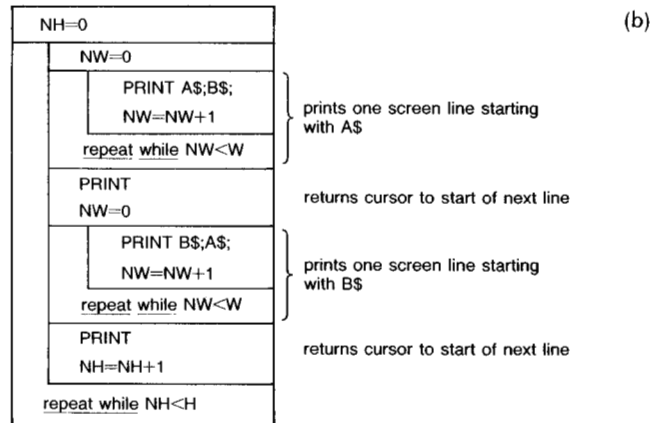 (b)
NH=0
NW=0
PRINT A$;B$;
NW=NW+1
repeat while NW<W
prints one screen line starting
with A$
PRINT
NW=0
returns cursor to start of next line
PRINT B$;A$;
NW=NW+1
repeat while NW<W
prints one screen line starting
with B$
PRINT
NH=NH+1
returns cursor to start of next line
repeat while NH<H